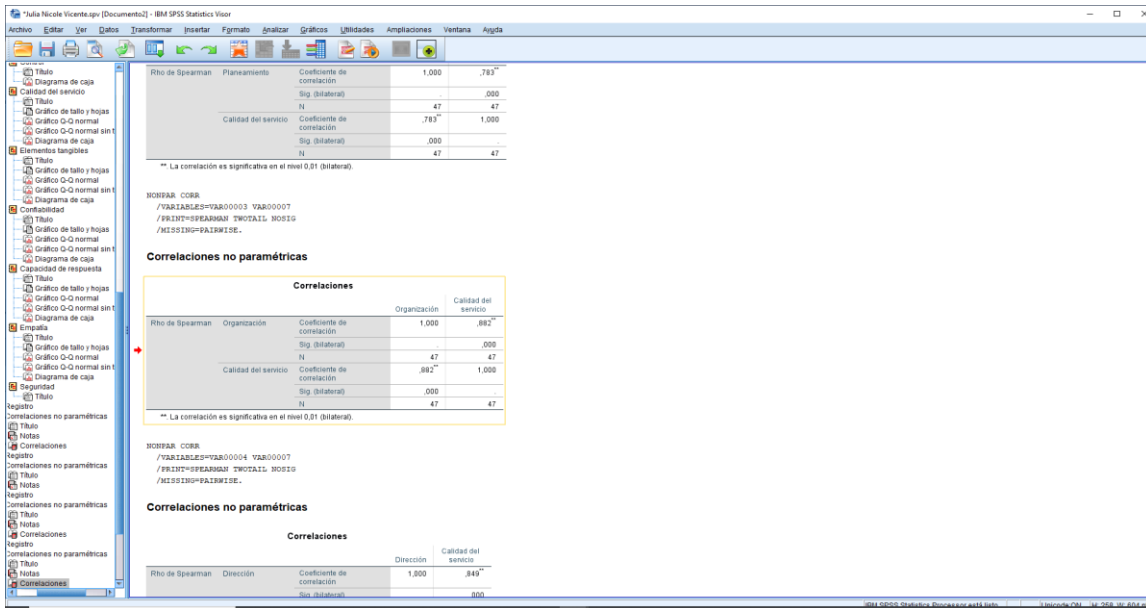 *Julia Nicole Vicente.spv [Documento2] - IBM SPSS Statistics Visor
Archivo Editar Ver Datos Transformar Insertar Formato Analizar Gráficos Utilidades Ampliaciones Ventana Ayuda
Título
Diagrama de caja
Calidad del servicio
Título
Gráfico de tallo y hojas
Gráfico Q-Q normal
Gráfico Q-Q normal sin t
Diagrama de caja
Elementos tangibles
Título
Gráfico de tallo y hojas
Gráfico Q-Q normal
Gráfico Q-Q normal sin t
Diagrama de caja
Confiabilidad
Título
Gráfico de tallo y hojas
Gráfico Q-Q normal
Gráfico Q-Q normal sin t
Diagrama de caja
Capacidad de respuesta
Título
Gráfico de tallo y hojas
Gráfico Q-Q normal
Gráfico Q-Q normal sin t
Diagrama de caja
Empatía
Título
Gráfico de tallo y hojas
Gráfico Q-Q normal
Gráfico Q-Q normal sin t
Diagrama de caja
Seguridad
Título
Registro
Correlaciones no paramétricas
Título
Notas
Correlaciones
Registro
Correlaciones no paramétricas
Título
Notas
Registro
Correlaciones no paramétricas
Título
Notas
Correlaciones
Registro
Correlaciones no paramétricas
Título
Notas
Correlaciones
Rho de Spearman Planeamiento Coeficiente de correlación 1,000 ,783**
Sig. (bilateral) . ,000
N 47 47
Calidad del servicio Coeficiente de correlación ,783** 1,000
Sig. (bilateral) ,000 .
N 47 47
**. La correlación es significativa en el nivel 0,01 (bilateral).
NONPAR CORR
/VARIABLES=VAR00003 VAR00007
/PRINT=SPEARMAN TWOTAIL NOSIG
/MISSING=PAIRWISE.
Correlaciones no paramétricas
Correlaciones
Organización Calidad del servicio
Rho de Spearman Organización Coeficiente de correlación 1,000 ,882**
Sig. (bilateral) . ,000
N 47 47
Calidad del servicio Coeficiente de correlación ,882** 1,000
Sig. (bilateral) ,000 .
N 47 47
**. La correlación es significativa en el nivel 0,01 (bilateral).
NONPAR CORR
/VARIABLES=VAR00004 VAR00007
/PRINT=SPEARMAN TWOTAIL NOSIG
/MISSING=PAIRWISE.
Correlaciones no paramétricas
Correlaciones
Dirección Calidad del servicio
Rho de Spearman Dirección Coeficiente de correlación 1,000 ,849**
Sig. (bilateral) . ,000
IBM SPSS Statistics Processor está listo Unicode:ON